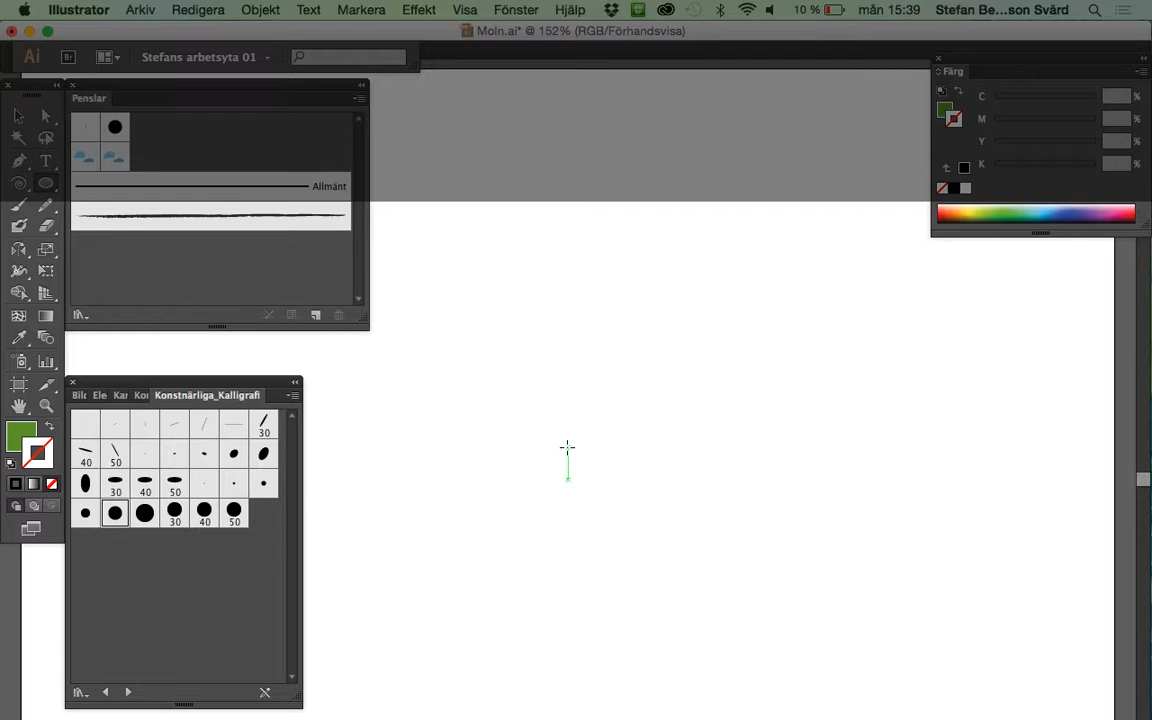 Illustrator Arkiv Redigera Objekt Text Markera Effekt Visa Fönster Hjälp 10 % mån 15:39 Stefan Be...son Svärd
Moln.ai* @ 152% (RGB/Förhandsvisa)
Ai Br Stefans arbetsyta 01
Färg
C %
M %
Y %
K %
Penslar
Allmänt
Bild Ele Kar Kor Konstnärliga_Kalligrafi
30
40 50
30 40 50
30 40 50